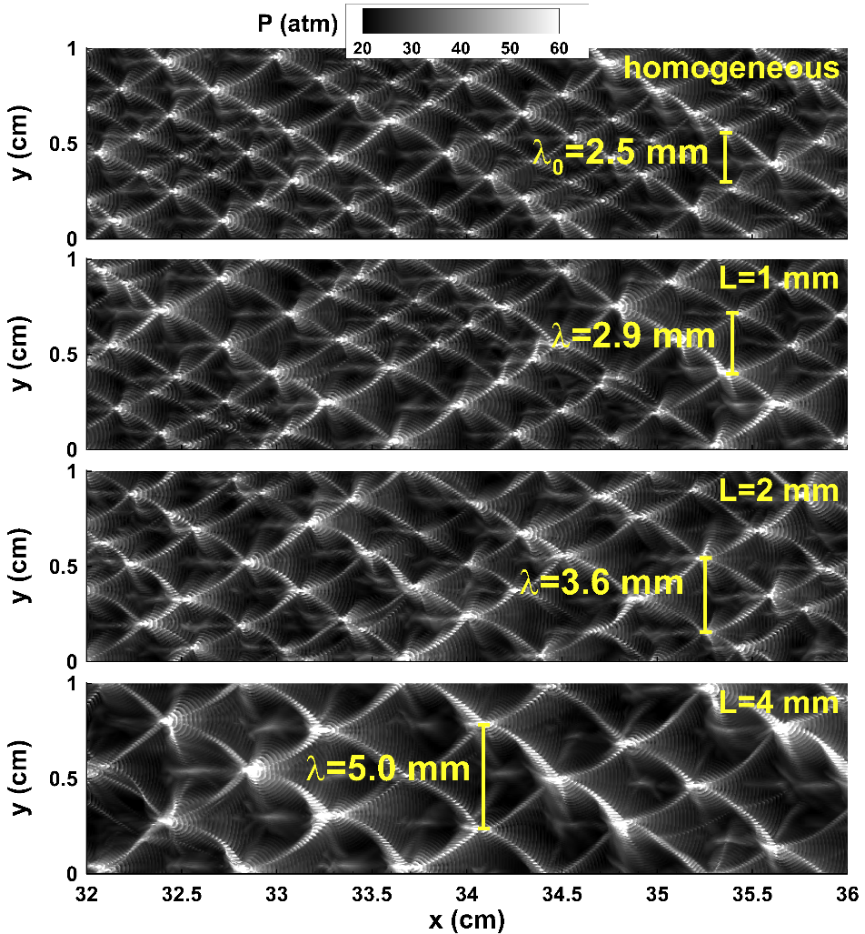 P (atm)
20 30 40 50 60
1
0.5
0
y (cm)
homogeneous
λ₀=2.5 mm
1
0.5
0
y (cm)
L=1 mm
λ=2.9 mm
1
0.5
0
y (cm)
L=2 mm
λ=3.6 mm
1
0.5
0
y (cm)
L=4 mm
λ=5.0 mm
32 32.5 33 33.5 34 34.5 35 35.5 36
x (cm)